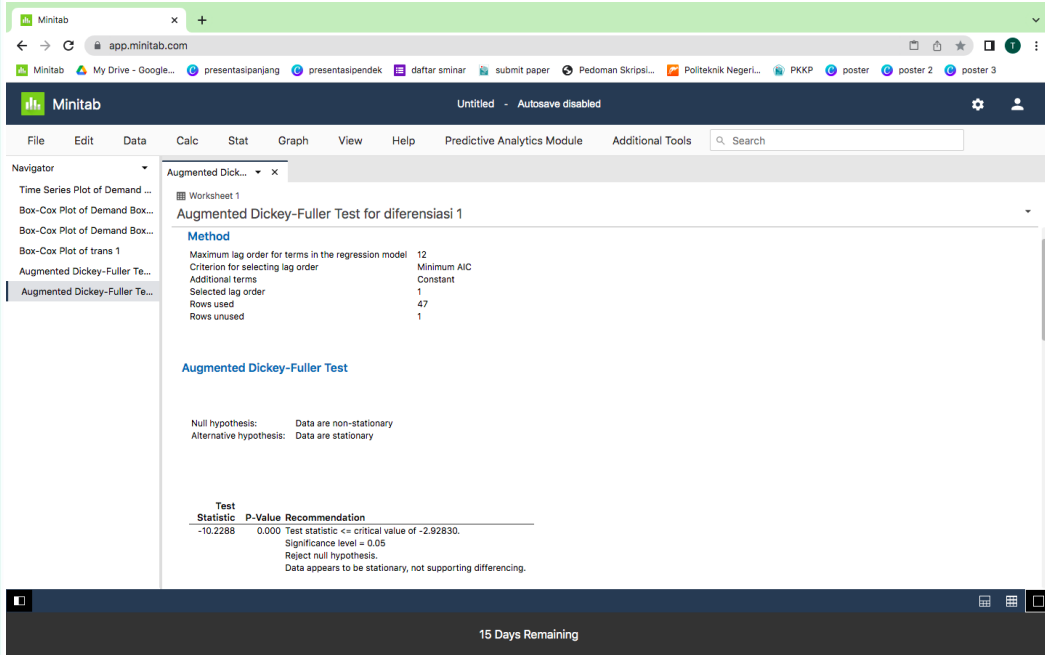 Minitab
app.minitab.com
Minitab My Drive - Google... presentasipanjang presentasipendek daftar sminar submit paper Pedoman Skripsi... Politeknik Negeri... PKKP poster poster 2 poster 3
Minitab Untitled - Autosave disabled
File Edit Data Calc Stat Graph View Help Predictive Analytics Module Additional Tools Search
Navigator
Time Series Plot of Demand ...
Box-Cox Plot of Demand Box...
Box-Cox Plot of Demand Box...
Box-Cox Plot of trans 1
Augmented Dickey-Fuller Te...
Augmented Dickey-Fuller Te...
Augmented Dick...
Worksheet 1
Augmented Dickey-Fuller Test for diferensiasi 1
Method
Maximum lag order for terms in the regression model 12
Criterion for selecting lag order Minimum AIC
Additional terms Constant
Selected lag order 1
Rows used 47
Rows unused 1
Augmented Dickey-Fuller Test
Null hypothesis: Data are non-stationary
Alternative hypothesis: Data are stationary
Test
Statistic P-Value Recommendation
-10.2288 0.000 Test statistic <= critical value of -2.92830.
Significance level = 0.05
Reject null hypothesis.
Data appears to be stationary, not supporting differencing.
15 Days Remaining